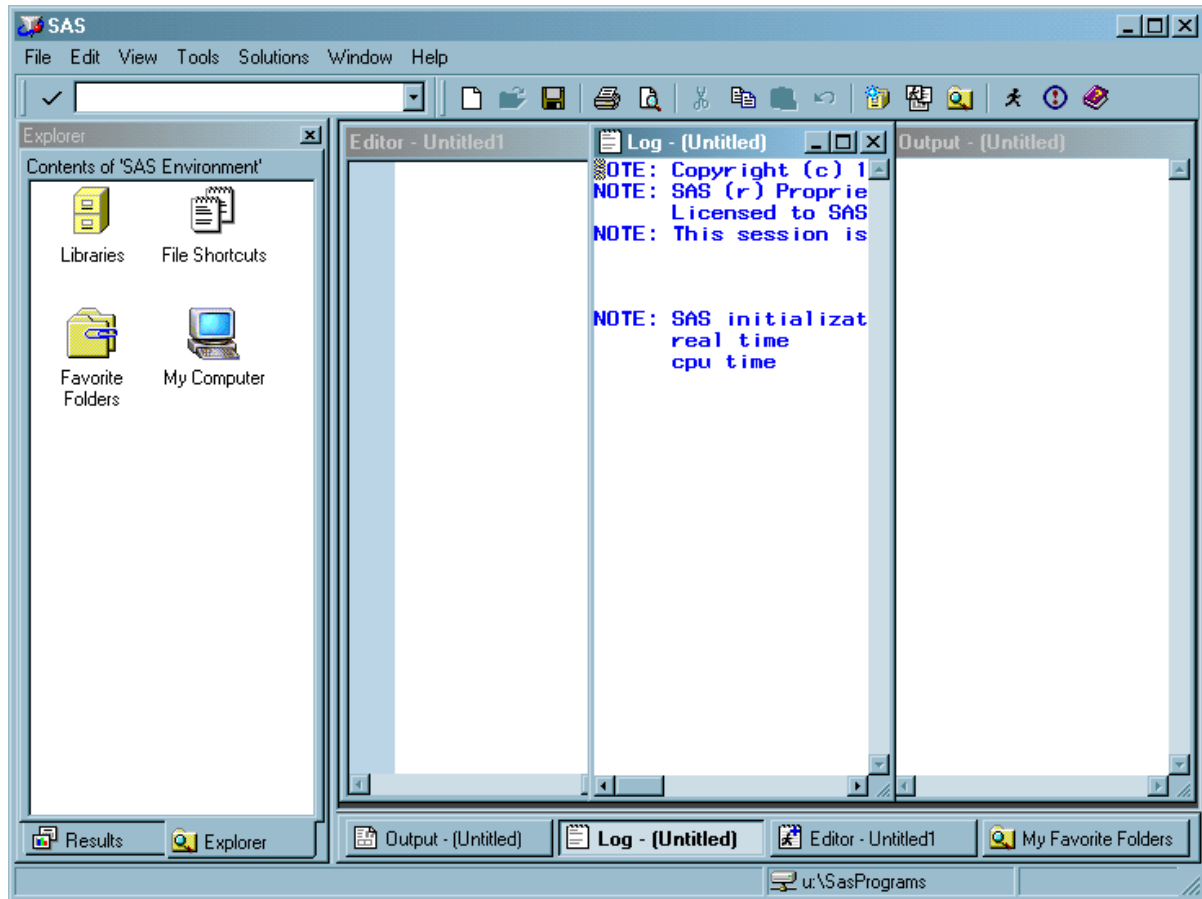 SAS
File Edit View Tools Solutions Window Help
Explorer
Contents of 'SAS Environment'
Libraries
File Shortcuts
Favorite
Folders
My Computer
Editor - Untitled1
Log - (Untitled)
OTE: Copyright (c) 1
NOTE: SAS (r) Proprie
Licensed to SAS
NOTE: This session is
NOTE: SAS initializat
real time
cpu time
Output - (Untitled)
Results
Explorer
Output - (Untitled)
Log - (Untitled)
Editor - Untitled1
My Favorite Folders
u:\SasPrograms